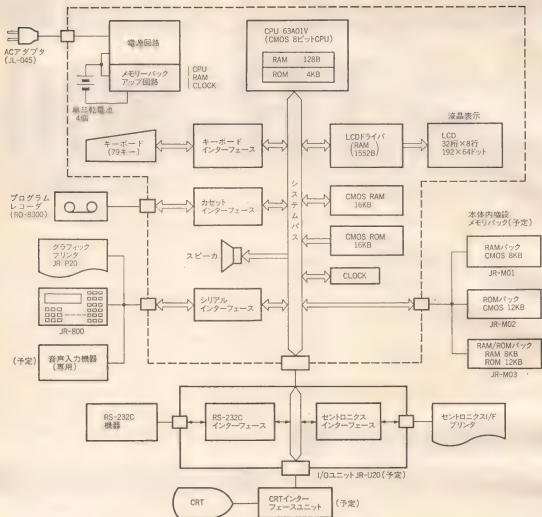 ACアダプタ
(JL-045)
電源回路
メモリーバック
アップ回路
CPU
RAM
CLOCK
単三乾電池
4個
CPU 63A01V
(CMOS 8ビットCPU)
RAM 128B
ROM 4KB
キーボード
(79キー)
キーボード
インターフェース
LCDドライバ
(RAM)
(1552B)
液晶表示
LCD
32桁×8行
192×64ドット
プログラム
レコーダ
(RQ-8300)
カセット
インターフェース
システムバス
CMOS RAM
16KB
CMOS ROM
16KB
スピーカ
CLOCK
グラフィック
プリンタ
JR P20
JR-800
(予定)
音声入力機器
(専用)
シリアル
インターフェース
本体内増設
メモリパック(予定)
RAMパック
CMOS 8KB
JR-M01
ROMパック
CMOS 12KB
JR-M02
RAM/ROMパック
RAM 8KB
ROM 12KB
JR-M03
RS-232C
機器
RS-232C
インターフェース
セントロニクス
インターフェース
セントロニクスI/F
プリンタ
I/OユニットJR-U20(予定)
CRT
CRTインター
フェースユニット
(予定)